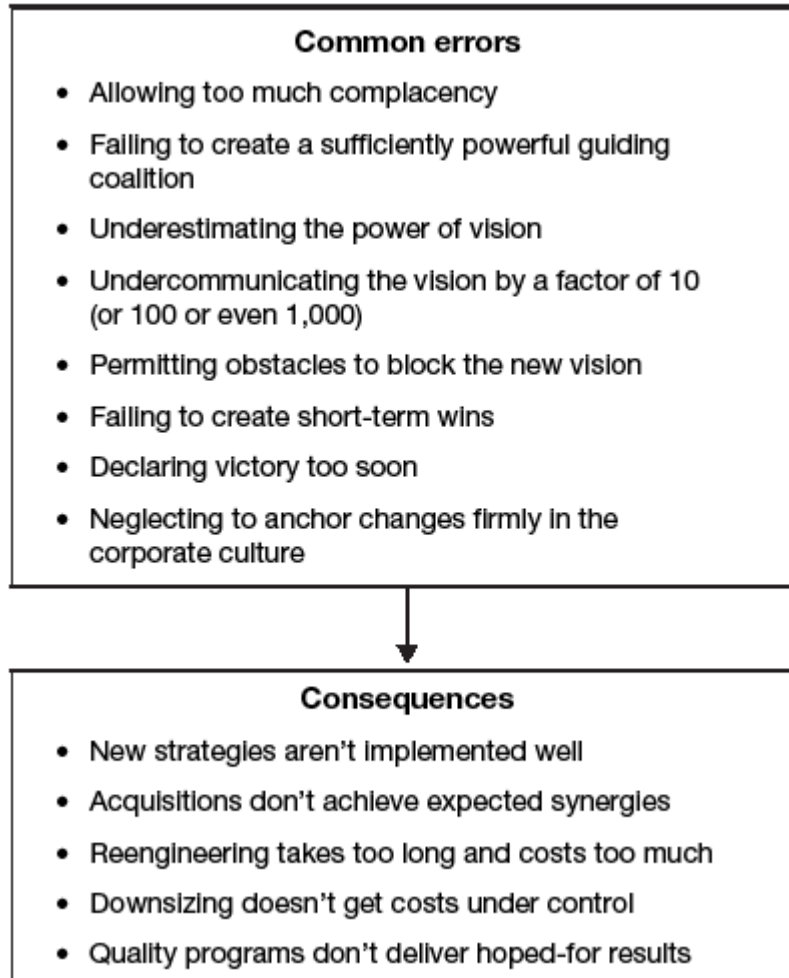 Common errors
• Allowing too much complacency
• Failing to create a sufficiently powerful guiding
coalition
• Underestimating the power of vision
• Undercommunicating the vision by a factor of 10
(or 100 or even 1,000)
• Permitting obstacles to block the new vision
• Failing to create short-term wins
• Declaring victory too soon
• Neglecting to anchor changes firmly in the
corporate culture
Consequences
• New strategies aren't implemented well
• Acquisitions don't achieve expected synergies
• Reengineering takes too long and costs too much
• Downsizing doesn't get costs under control
• Quality programs don't deliver hoped-for results